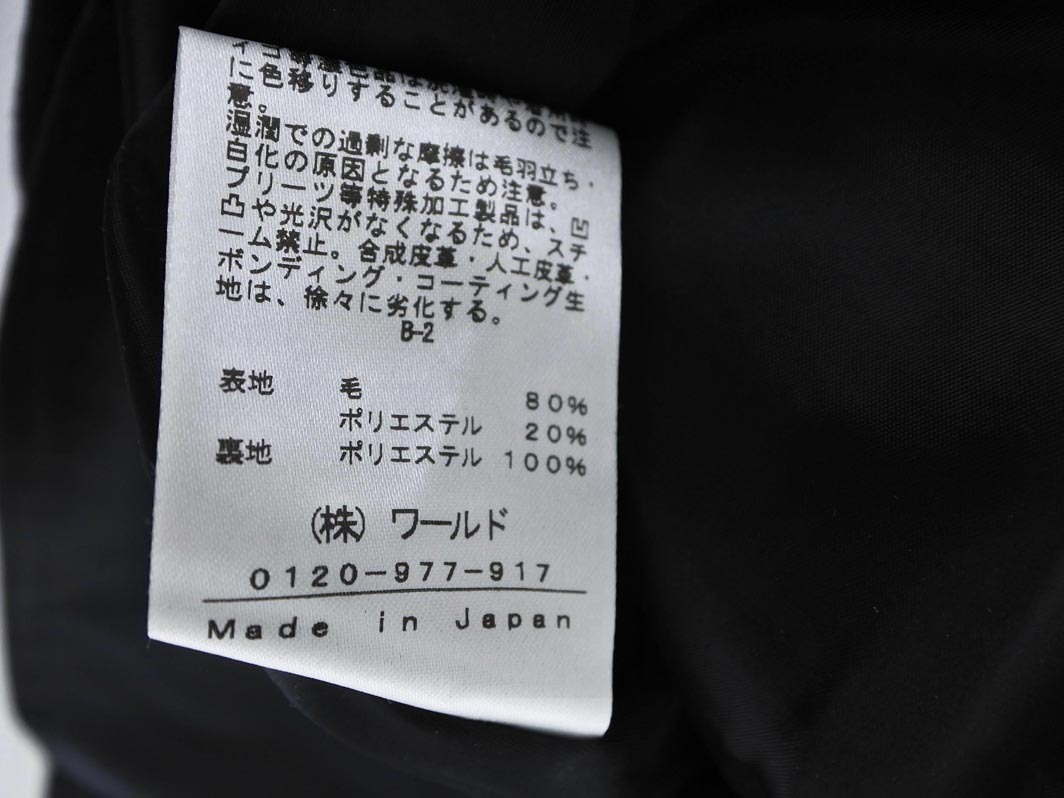 に色移りすることがあるので注
意。
湿潤での過剰な摩擦は毛羽立ち・
白化の原因となるため注意。
プリーツ等特殊加工製品は、凹
凸や光沢がなくなるため、スチ
ーム禁止。合成皮革・人工皮革・
ボンディング・コーティング生
地は、徐々に劣化する。
B-2
表地 毛 80%
ポリエステル 20%
裏地 ポリエステル 100%
(株) ワールド
0120-977-917
Made in Japan